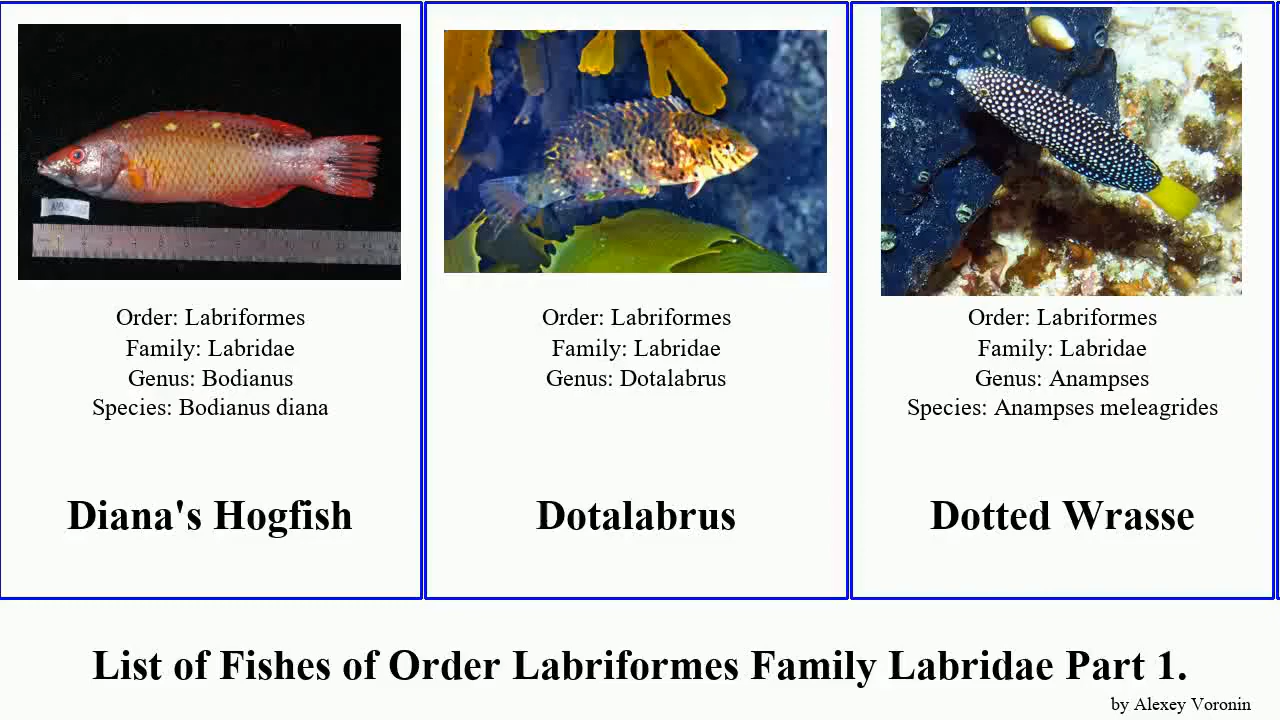 Order: Labriformes
Family: Labridae
Genus: Bodianus
Species: Bodianus diana
Diana's Hogfish
Order: Labriformes
Family: Labridae
Genus: Dotalabrus
Dotalabrus
Order: Labriformes
Family: Labridae
Genus: Anampses
Species: Anampses meleagrides
Dotted Wrasse
List of Fishes of Order Labriformes Family Labridae Part 1.
by Alexey Voronin